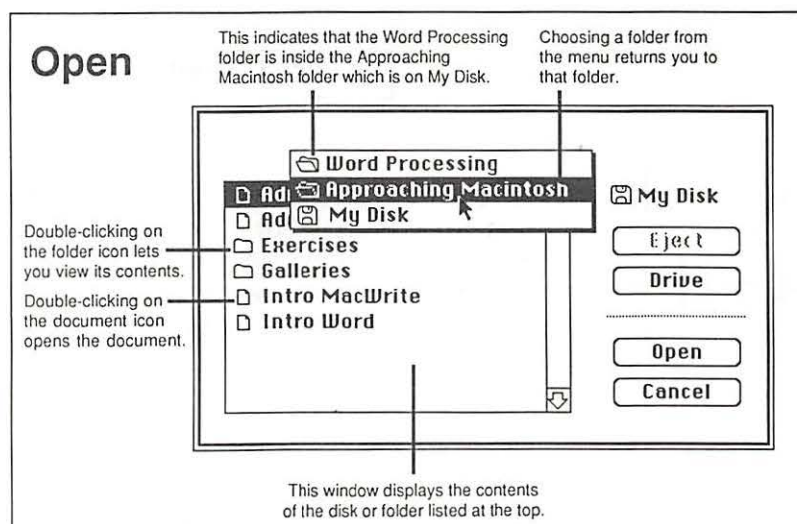 Open
This indicates that the Word Processing
folder is inside the Approaching
Macintosh folder which is on My Disk.
Choosing a folder from
the menu returns you to
that folder.
Word Processing
Approaching Macintosh
My Disk
My Disk
Exercises
Galleries
Intro MacWrite
Intro Word
Eject
Drive
Open
Cancel
Double-clicking on
the folder icon lets
you view its contents.
Double-clicking on
the document icon
opens the document.
This window displays the contents
of the disk or folder listed at the top.